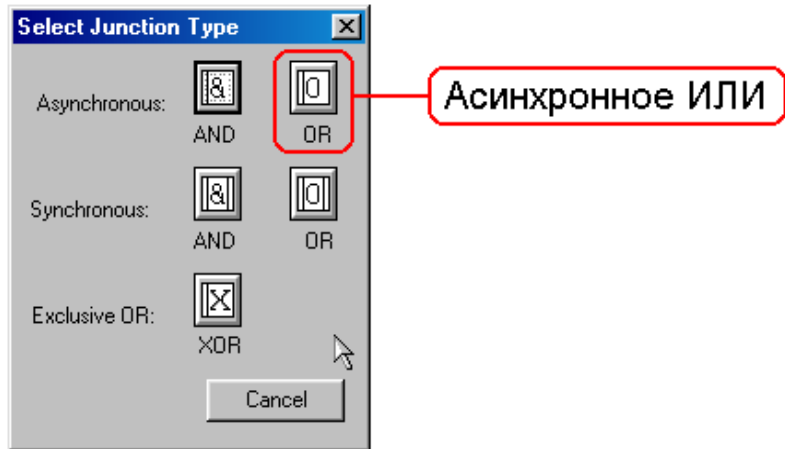 Select Junction Type
Asynchronous:
&
O
AND
OR
Асинхронное ИЛИ
Synchronous:
&
O
AND
OR
Exclusive OR:
X
XOR
Cancel